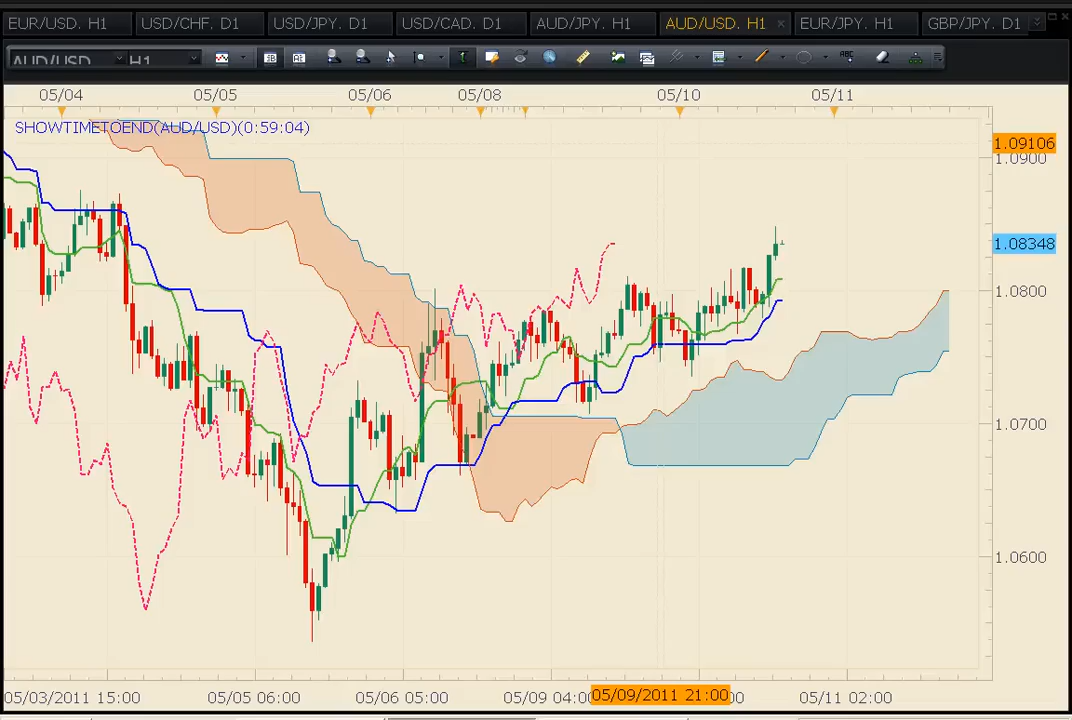 EUR/USD. H1 USD/CHF. D1 USD/JPY. D1 USD/CAD. D1 AUD/JPY. H1 AUD/USD. H1 EUR/JPY. H1 GBP/JPY. D1
AUD/USD H1 ABC
05/04 05/05 05/06 05/08 05/10 05/11
SHOWTIMETOEND(AUD/USD)(0:59:04)
1.09106
1.0900
1.08348
1.0800
1.0700
1.0600
05/03/2011 15:00 05/05 06:00 05/06 05:00 05/09 04:00 05/09/2011 21:00 05/11 02:00